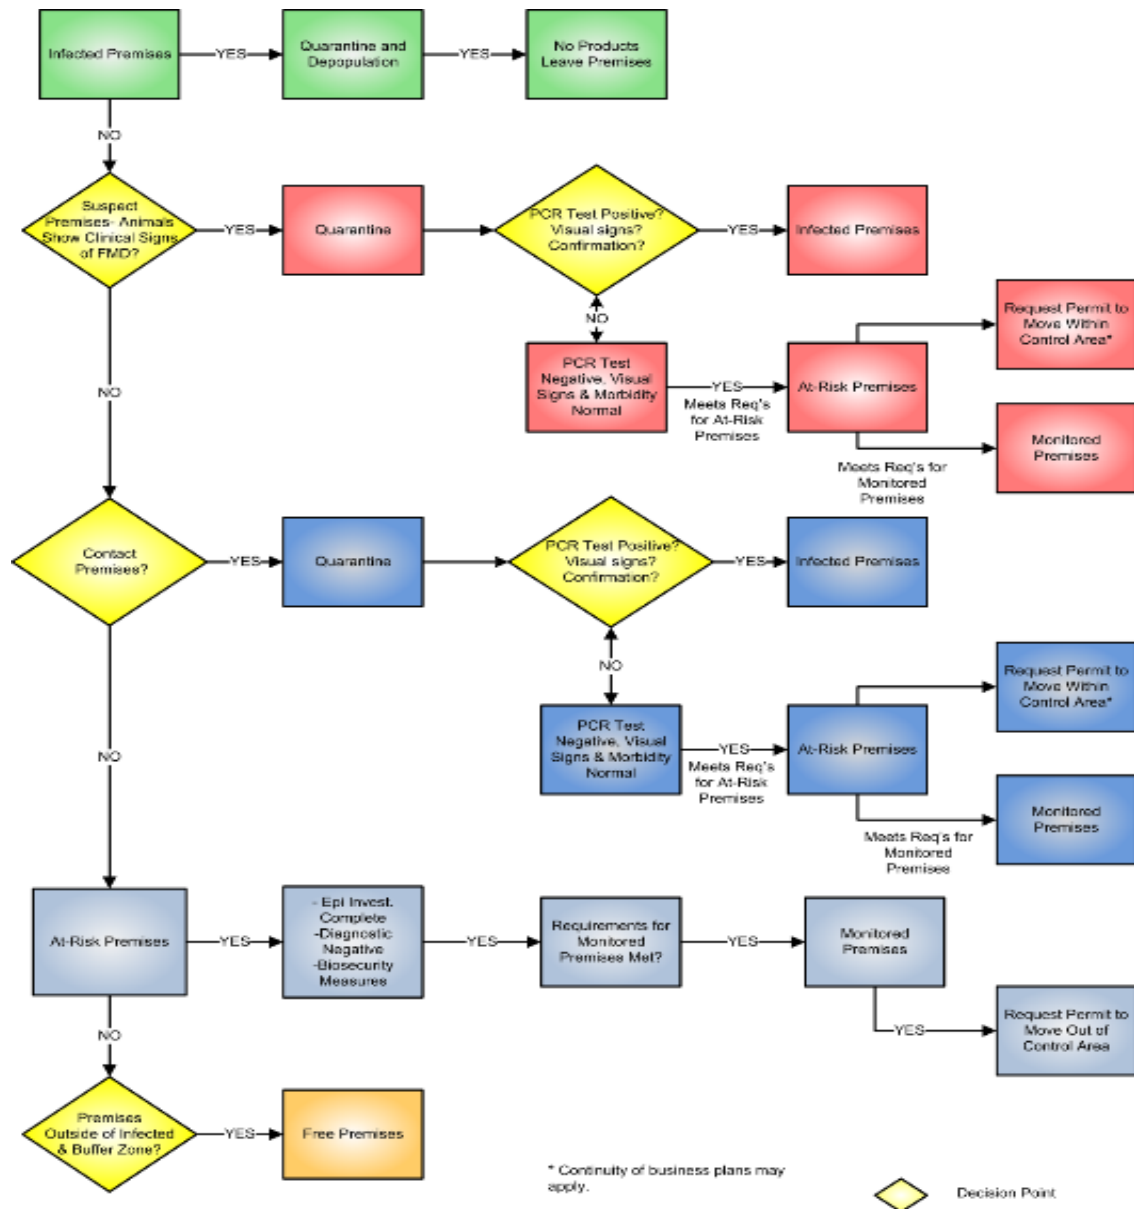 Infected Premises
YES
Quarantine and
Depopulation
YES
No Products
Leave Premises
NO
Suspect
Premises- Animals
Show Clinical Signs
of FMD?
YES
Quarantine
PCR Test Positive?
Visual signs?
Confirmation?
YES
Infected Premises
NO
NO
PCR Test
Negative, Visual
Signs & Morbidity
Normal
YES
Meets Req's
for At-Risk
Premises
At-Risk Premises
Request Permit to
Move Within
Control Area*
Meets Req's for
Monitored
Premises
Monitored
Premises
Contact
Premises?
YES
Quarantine
PCR Test Positive?
Visual signs?
Confirmation?
YES
Infected Premises
NO
NO
PCR Test
Negative, Visual
Signs & Morbidity
Normal
YES
Meets Req's
for At-Risk
Premises
At-Risk Premises
Request Permit to
Move Within
Control Area*
Meets Req's for
Monitored
Premises
Monitored
Premises
At-Risk Premises
YES
- Epi Invest.
Complete
-Diagnostic
Negative
-Biosecurity
Measures
YES
Requirements for
Monitored
Premises Met?
YES
Monitored
Premises
YES
Request Permit to
Move Out of
Control Area
NO
Premises
Outside of Infected
& Buffer Zone?
YES
Free Premises
* Continuity of business plans may
apply.
Decision Point